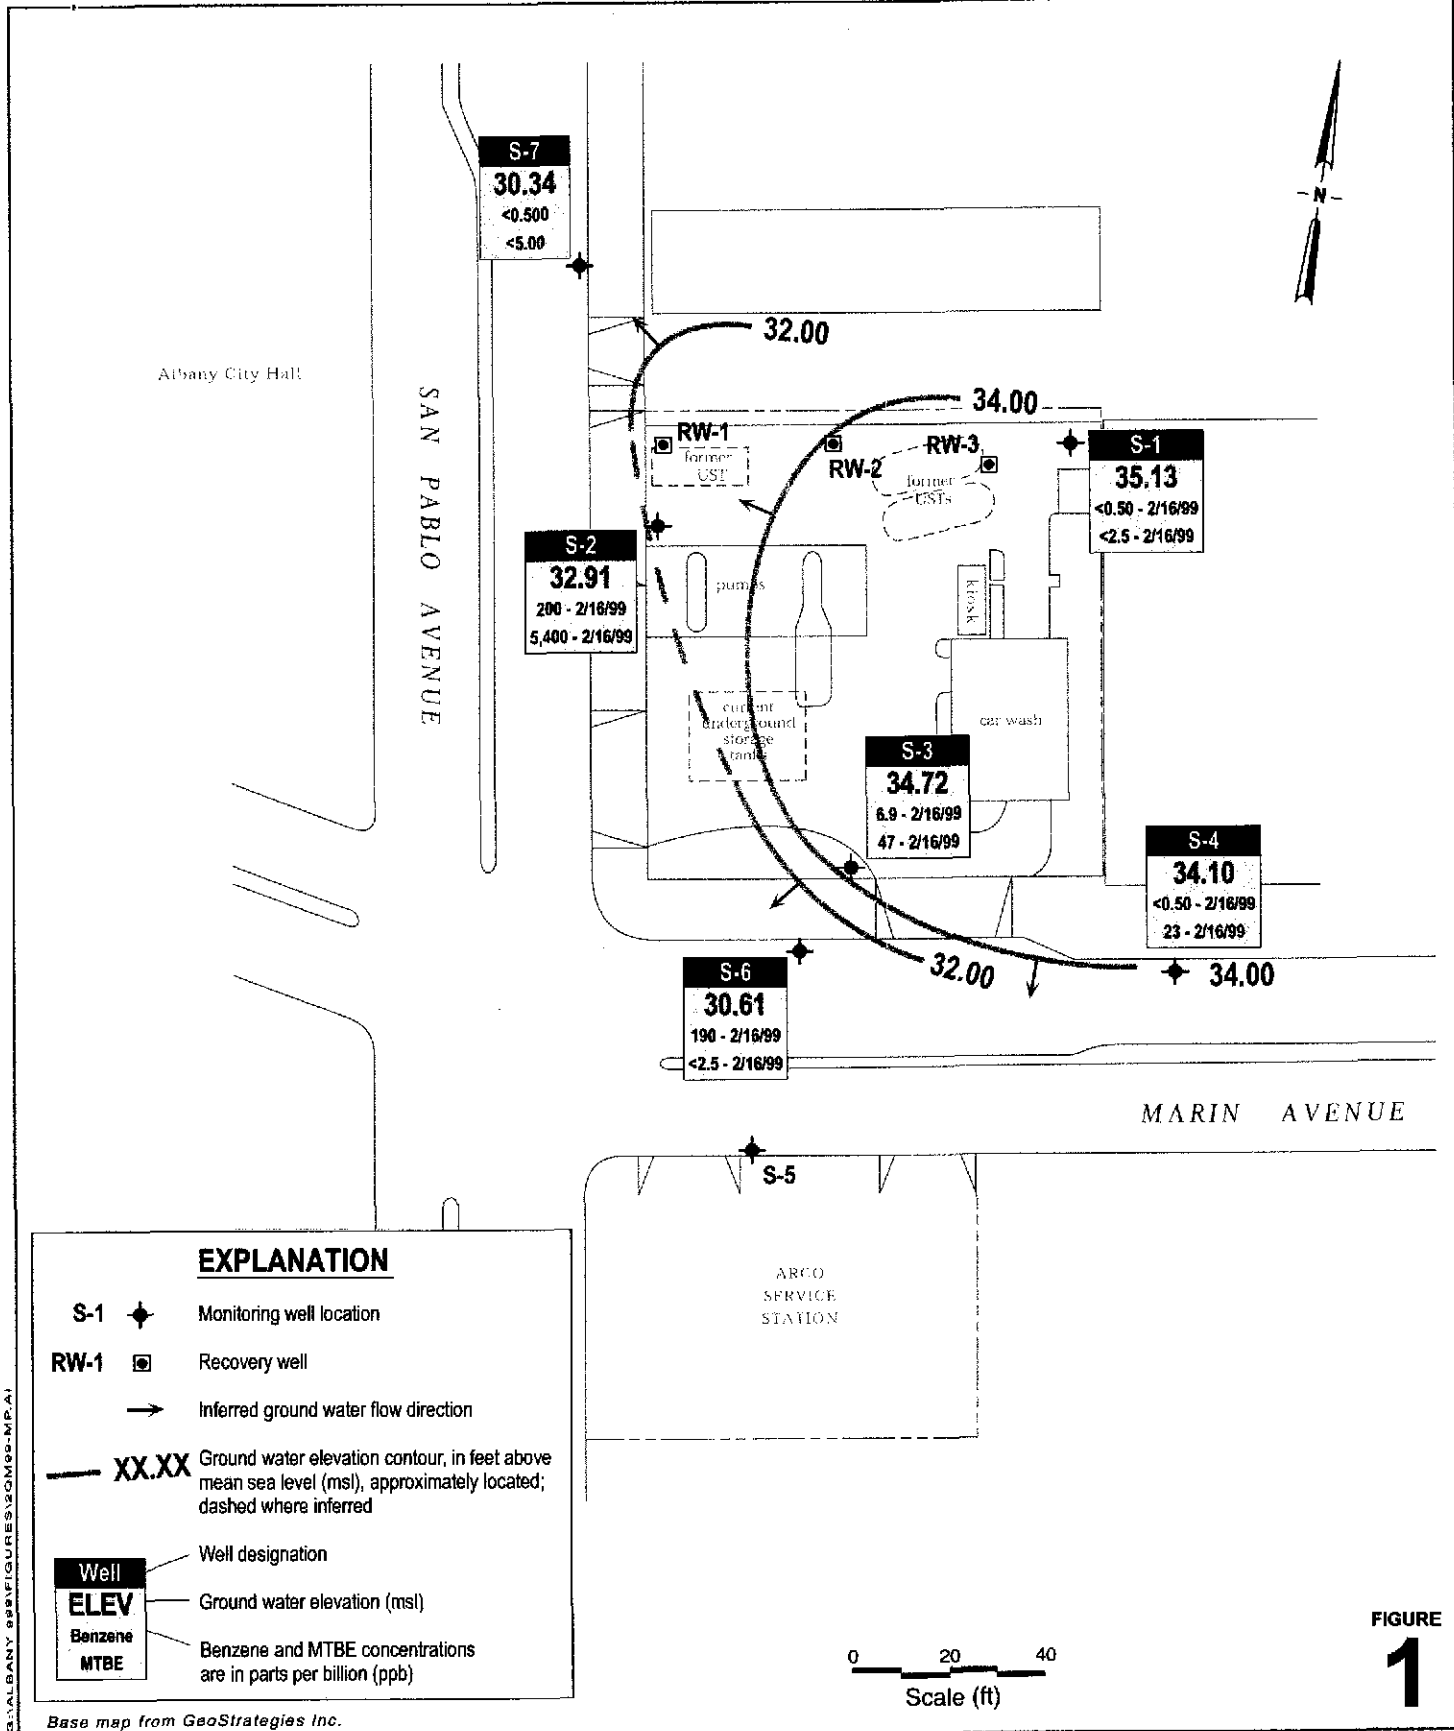 S-7
30.34
<0.500
<5.00
N
32.00
Albany City Hall
SAN PABLO AVENUE
34.00
RW-1
former
UST
RW-2
RW-3
former
USTs
S-1
35.13
<0.50 - 2/16/99
<2.5 - 2/16/99
S-2
32.91
200 - 2/16/99
5,400 - 2/16/99
pumps
kiosk
current
underground
storage
tanks
car wash
S-3
34.72
6.9 - 2/16/99
47 - 2/16/99
S-4
34.10
<0.50 - 2/16/99
23 - 2/16/99
32.00
34.00
S-6
30.61
190 - 2/16/99
<2.5 - 2/16/99
MARIN AVENUE
S-5
ARCO
SERVICE
STATION
EXPLANATION
S-1 Monitoring well location
RW-1 Recovery well
Inferred ground water flow direction
XX.XX Ground water elevation contour, in feet above
mean sea level (msl), approximately located;
dashed where inferred
Well
ELEV
Benzene
MTBE
Well designation
Ground water elevation (msl)
Benzene and MTBE concentrations
are in parts per billion (ppb)
0 20 40
Scale (ft)
FIGURE
1
Base map from GeoStrategies Inc.